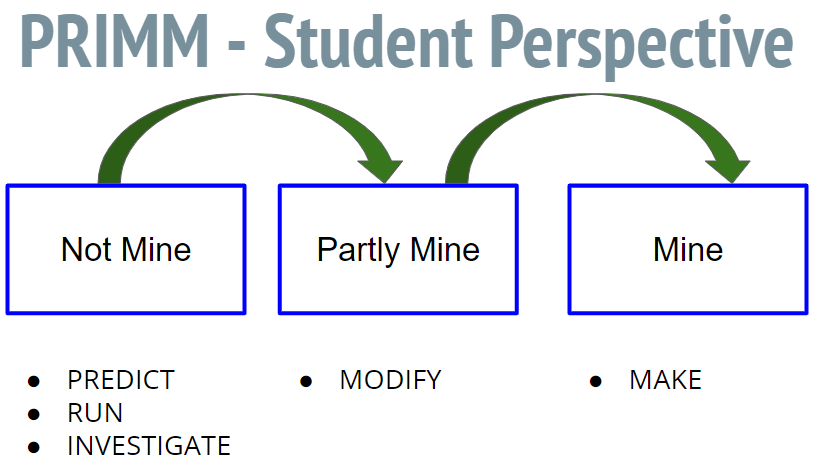 PRIMM - Student Perspective
Not Mine
Partly Mine
Mine
● PREDICT
● RUN
● INVESTIGATE
● MODIFY
● MAKE